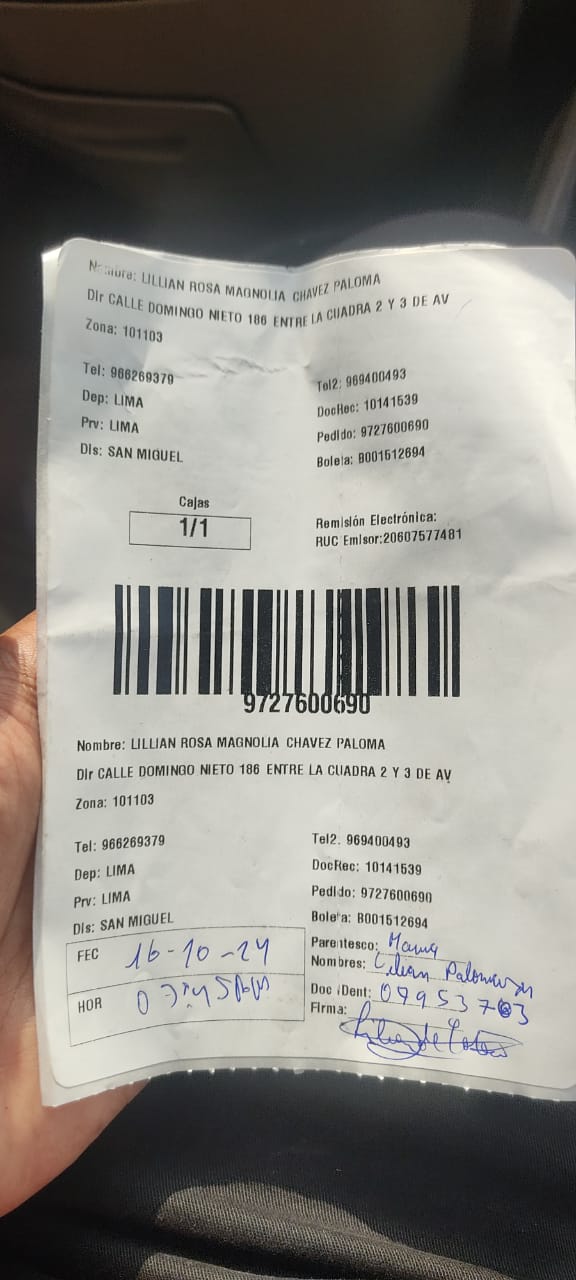 Nombre: LILLIAN ROSA MAGNOLIA CHAVEZ PALOMA
Dir CALLE DOMINGO NIETO 186 ENTRE LA CUADRA 2 Y 3 DE AV
Zona: 101103
Tel: 966269379 Tel2: 969400493
Dep: LIMA DocRec: 10141539
Prv: LIMA Pedido: 9727600690
Dis: SAN MIGUEL Boleta: B001512694
Cajas
1/1
Remisión Electrónica:
RUC Emisor:20607577481
9727600690
Nombre: LILLIAN ROSA MAGNOLIA CHAVEZ PALOMA
Dir CALLE DOMINGO NIETO 186 ENTRE LA CUADRA 2 Y 3 DE AV
Zona: 101103
Tel: 966269379 Tel2. 969400493
Dep: LIMA DocRec: 10141539
Prv: LIMA Pedido: 9727600690
Dis: SAN MIGUEL Boleta: B001512694
FEC 16-10-24 Parentesco: Mama
Nombres: Lilian
HOR Doc iDent:
Firma: